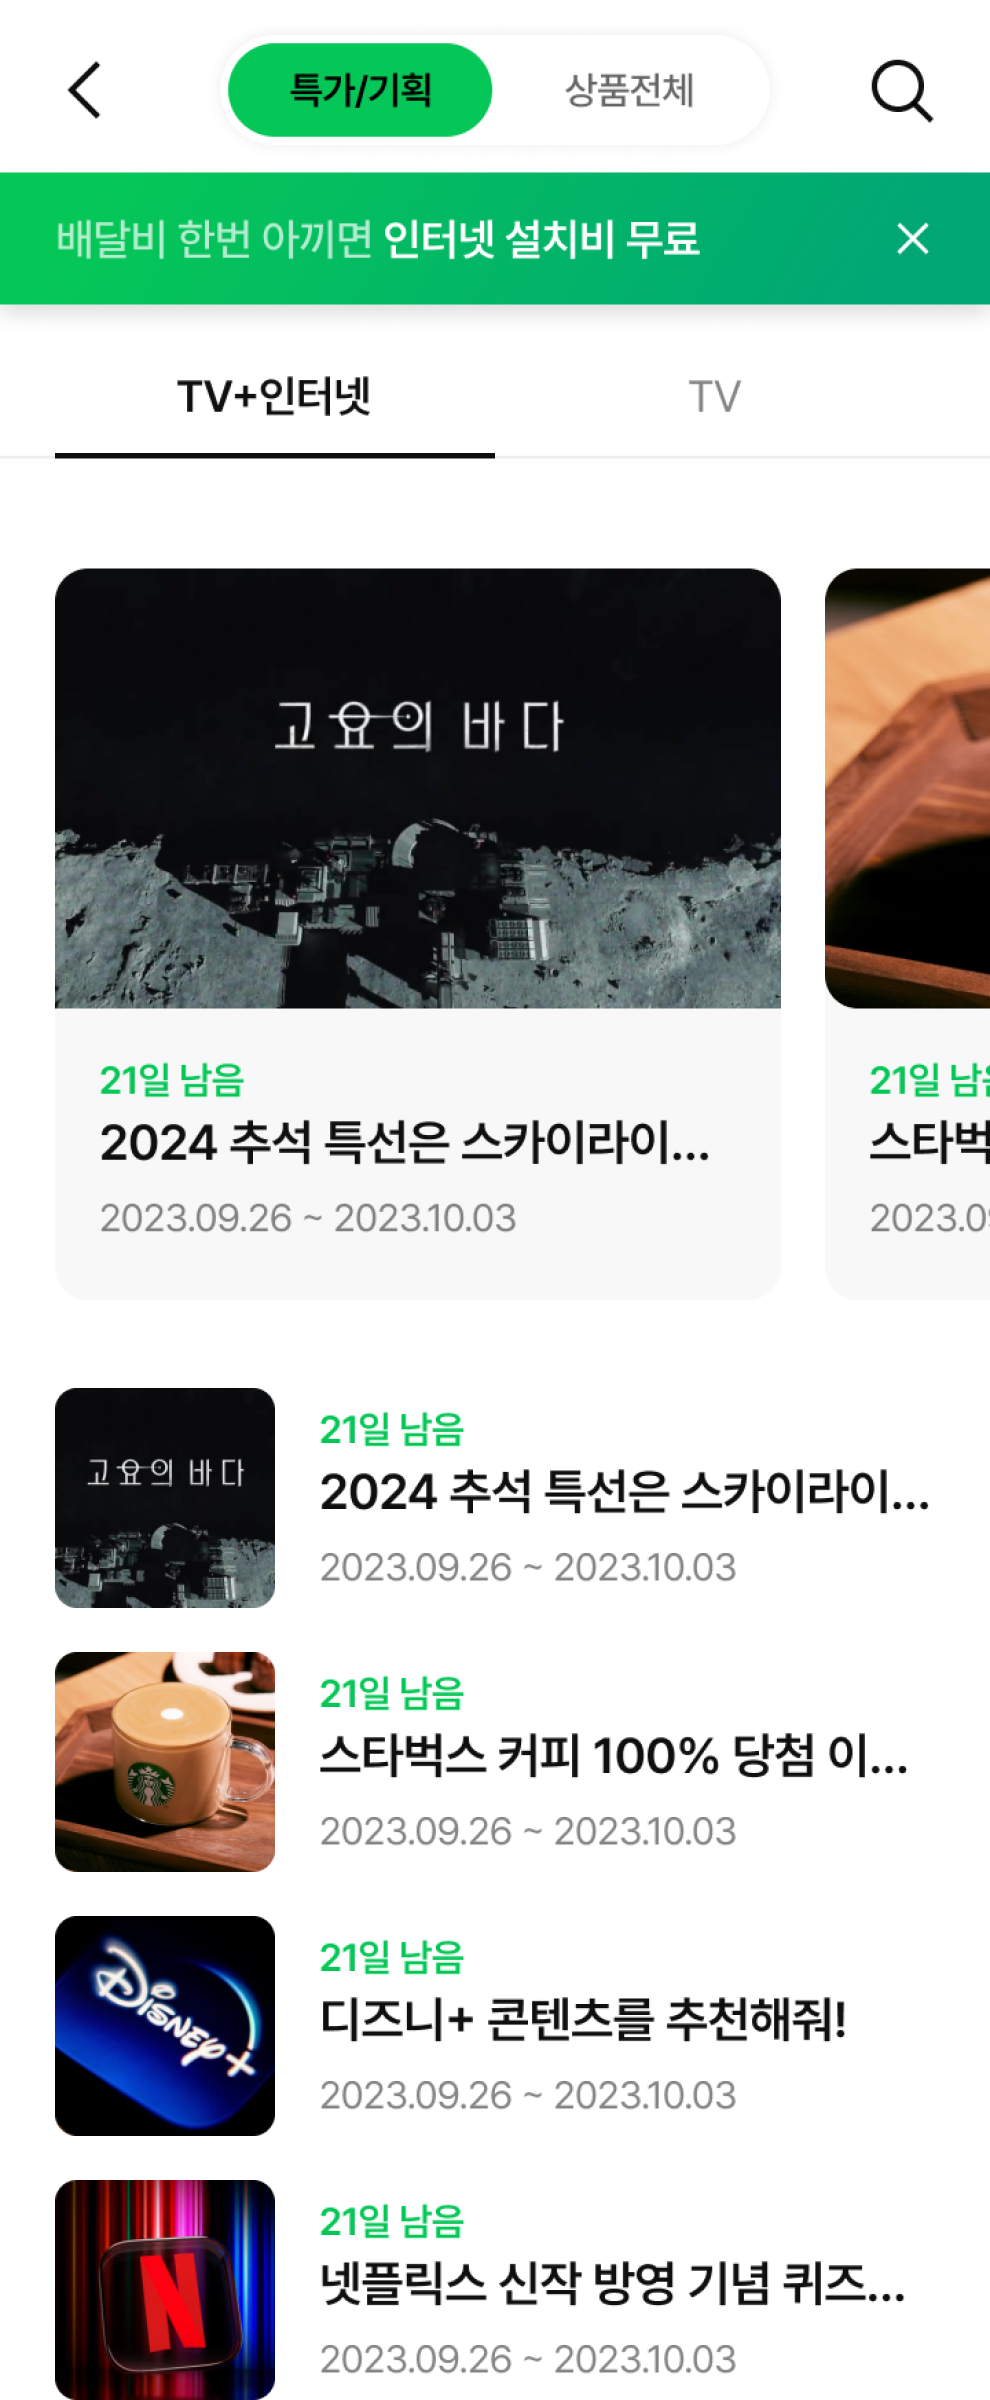 특가/기획
상품전체
배달비 한번 아끼면 인터넷 설치비 무료
TV+인터넷
TV
고요의 바다
21일 남음
2024 추석 특선은 스카이라이...
2023.09.26 ~ 2023.10.03
21일 남
스타벅
2023.0
고요의 바다
21일 남음
2024 추석 특선은 스카이라이...
2023.09.26 ~ 2023.10.03
21일 남음
스타벅스 커피 100% 당첨 이...
2023.09.26 ~ 2023.10.03
Disney+
21일 남음
디즈니+ 콘텐츠를 추천해줘!
2023.09.26 ~ 2023.10.03
N
21일 남음
넷플릭스 신작 방영 기념 퀴즈...
2023.09.26 ~ 2023.10.03